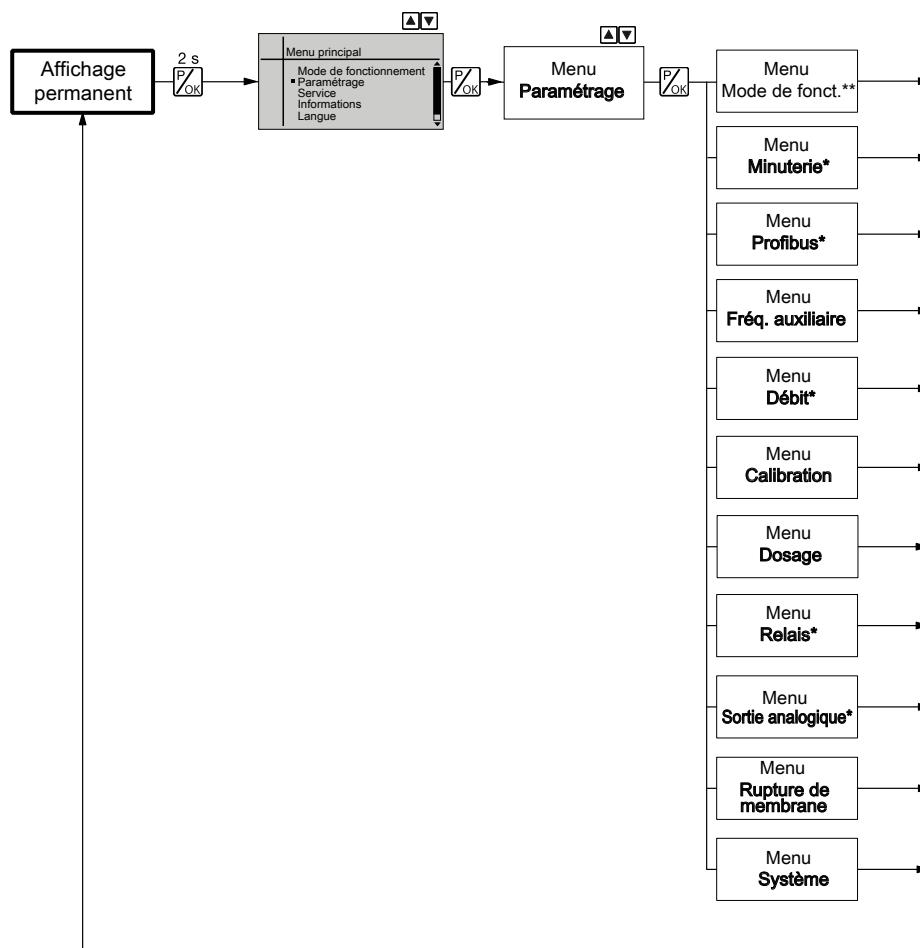 Affichage
permanent
2 s
P/OK
Menu principal
Mode de fonctionnement
Paramétrage
Service
Informations
Langue
P/OK
Menu
Paramétrage
P/OK
Menu
Mode de fonct.**
Menu
Minuterie*
Menu
Profibus*
Menu
Fréq. auxiliaire
Menu
Débit*
Menu
Calibration
Menu
Dosage
Menu
Relais*
Menu
Sortie analogique*
Menu
Rupture de
membrane
Menu
Système